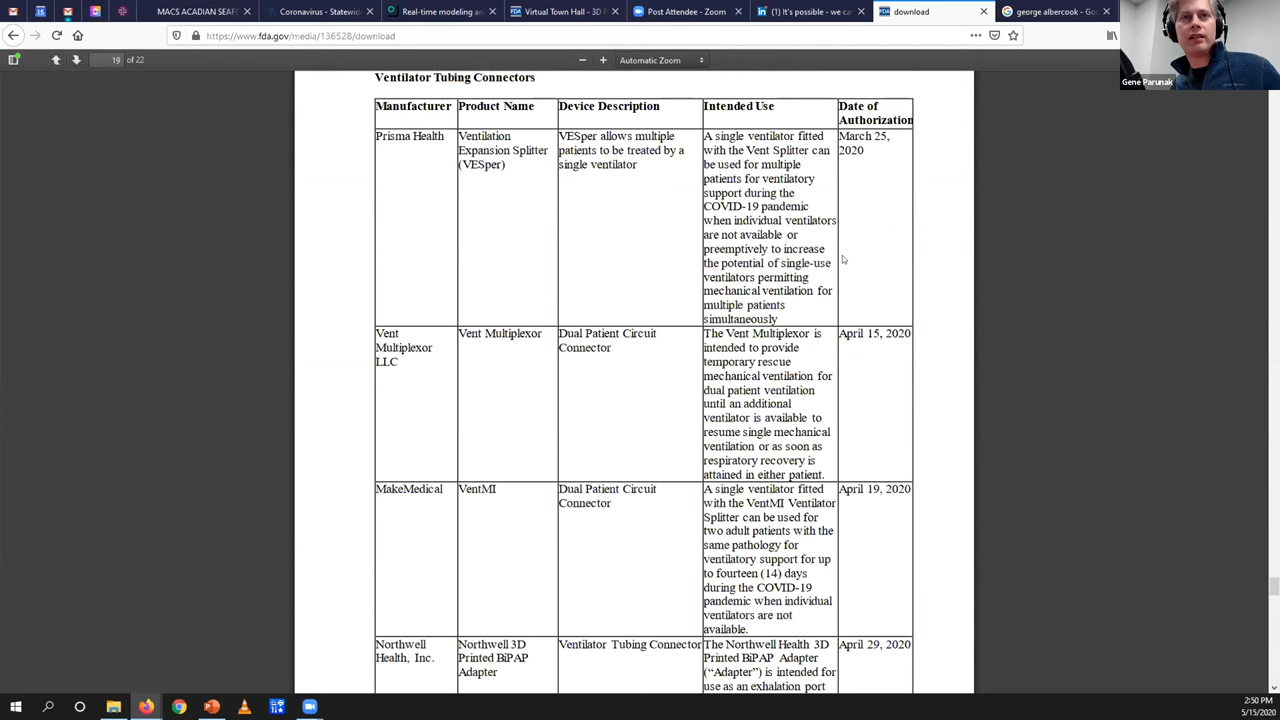 MACS ACADIAN SEAF
Coronavirus - Statewid
Real-time modeling an
Virtual Town Hall - 3D P
Post Attendee - Zoom
(1) It's possible - we ca
download
george albercook - Goo
https://www.fda.gov/media/136528/download
19 of 22
Automatic Zoom
Gene Parunak
Ventilator Tubing Connectors
Manufacturer
Product Name
Device Description
Intended Use
Date of
Authorization
Prisma Health
Ventilation
Expansion Splitter
(VESper)
VESper allows multiple
patients to be treated by a
single ventilator
A single ventilator fitted
with the Vent Splitter can
be used for multiple
patients for ventilatory
support during the
COVID-19 pandemic
when individual ventilators
are not available or
preemptively to increase
the potential of single-use
ventilators permitting
mechanical ventilation for
multiple patients
simultaneously
March 25,
2020
Vent
Multiplexor
LLC
Vent Multiplexor
Dual Patient Circuit
Connector
The Vent Multiplexor is
intended to provide
temporary rescue
mechanical ventilation for
dual patient ventilation
until an additional
ventilator is available to
resume single mechanical
ventilation or as soon as
respiratory recovery is
attained in either patient.
April 15, 2020
MakeMedical
VentMI
Dual Patient Circuit
Connector
A single ventilator fitted
with the VentMI Ventilator
Splitter can be used for
two adult patients with the
same pathology for
ventilatory support for up
to fourteen (14) days
during the COVID-19
pandemic when individual
ventilators are not
available.
April 19, 2020
Northwell
Health, Inc.
Northwell 3D
Printed BiPAP
Adapter
Ventilator Tubing Connector
The Northwell Health 3D
Printed BiPAP Adapter
("Adapter") is intended for
use as an exhalation port
April 29, 2020
2:50 PM
5/15/2020